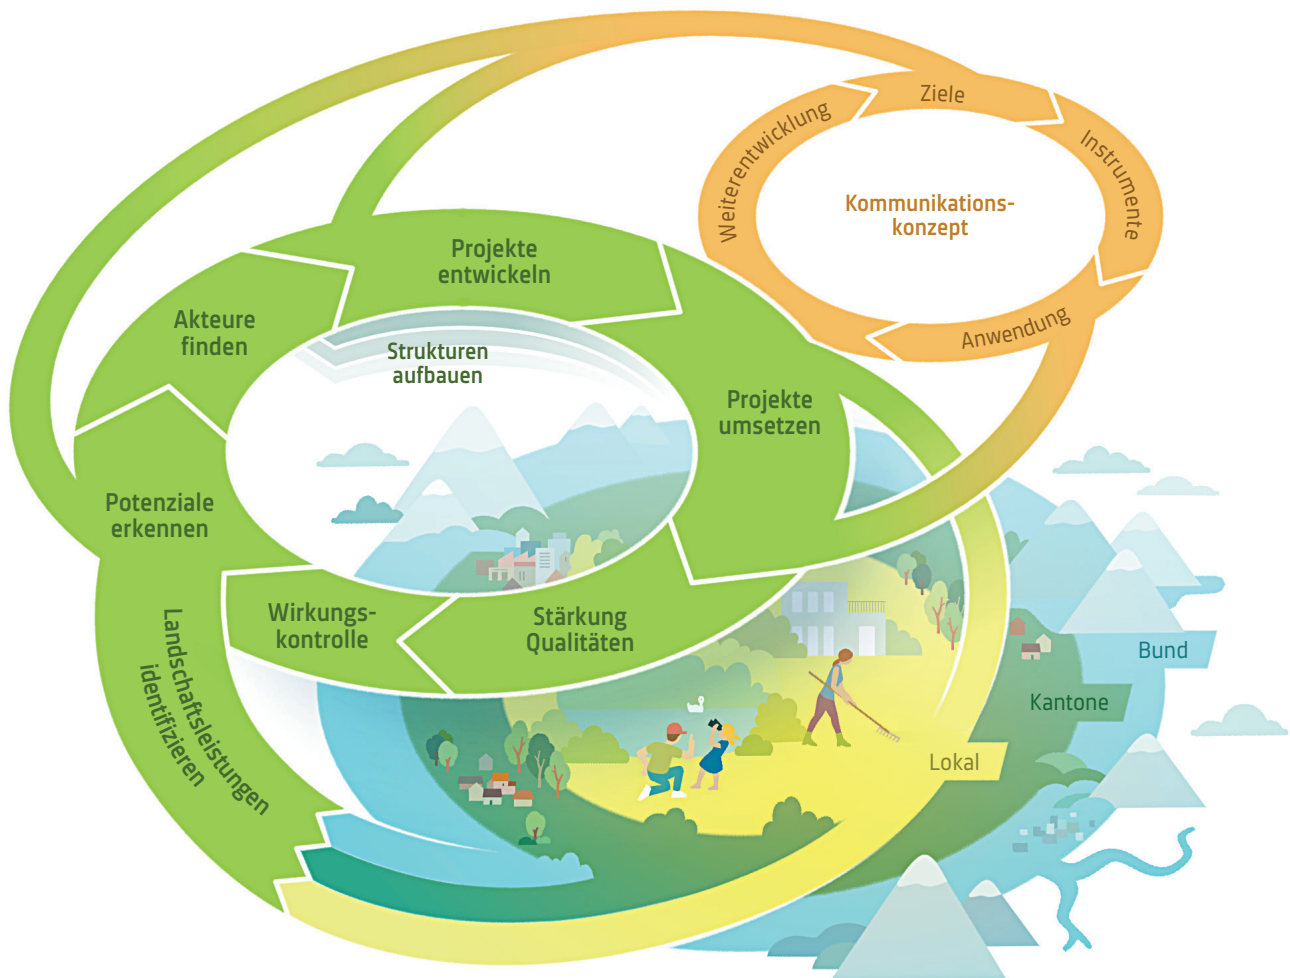 Ziele
Weiterentwicklung
Instrumente
Kommunikations-
konzept
Anwendung
Projekte
entwickeln
Akteure
finden
Strukturen
aufbauen
Projekte
umsetzen
Potenziale
erkennen
Wirkungs-
kontrolle
Stärkung
Qualitäten
Landschaftsleistungen
identifizieren
Bund
Kantone
Lokal